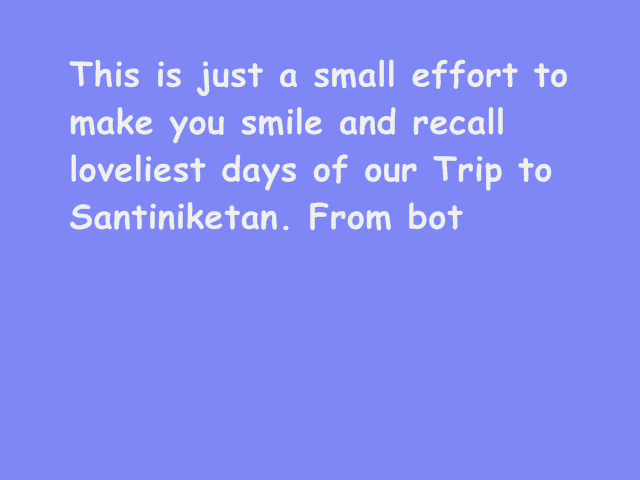 This is just a small effort to
make you smile and recall
loveliest days of our Trip to
Santiniketan. From bot